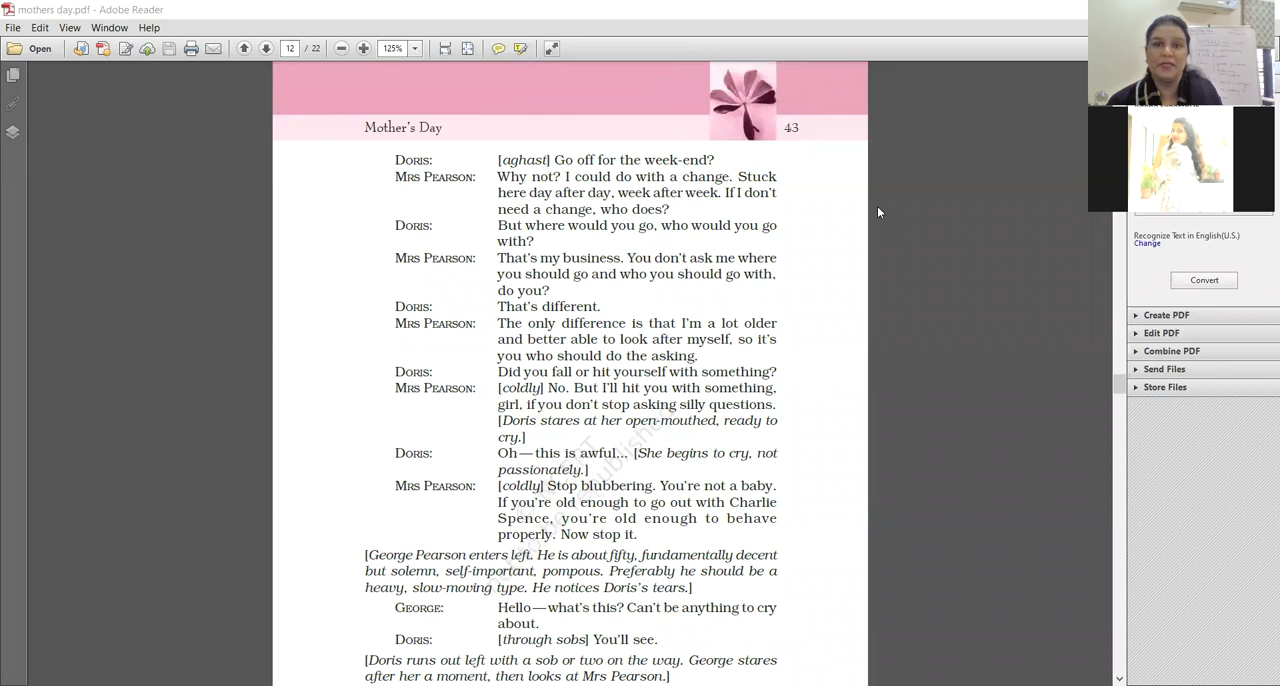 mothers day.pdf - Adobe Reader
File Edit View Window Help
Open 12 / 22 125%
Mother's Day 43
DORIS: [aghast] Go off for the week-end?
MRS PEARSON: Why not? I could do with a change. Stuck
here day after day, week after week. If I don't
need a change, who does?
DORIS: But where would you go, who would you go
with?
MRS PEARSON: That's my business. You don't ask me where
you should go and who you should go with,
do you?
DORIS: That's different.
MRS PEARSON: The only difference is that I'm a lot older
and better able to look after myself, so it's
you who should do the asking.
DORIS: Did you fall or hit yourself with something?
MRS PEARSON: [coldly] No. But I'll hit you with something,
girl, if you don't stop asking silly questions.
[Doris stares at her open-mouthed, ready to
cry.]
DORIS: Oh—this is awful... [She begins to cry, not
passionately.]
MRS PEARSON: [coldly] Stop blubbering. You're not a baby.
If you're old enough to go out with Charlie
Spence, you're old enough to behave
properly. Now stop it.
[George Pearson enters left. He is about fifty, fundamentally decent
but solemn, self-important, pompous. Preferably he should be a
heavy, slow-moving type. He notices Doris's tears.]
GEORGE: Hello—what's this? Can't be anything to cry
about.
DORIS: [through sobs] You'll see.
[Doris runs out left with a sob or two on the way. George stares
after her a moment, then looks at Mrs Pearson.]
Recognize Text in English(U.S.)
Change
Convert
Create PDF
Edit PDF
Combine PDF
Send Files
Store Files